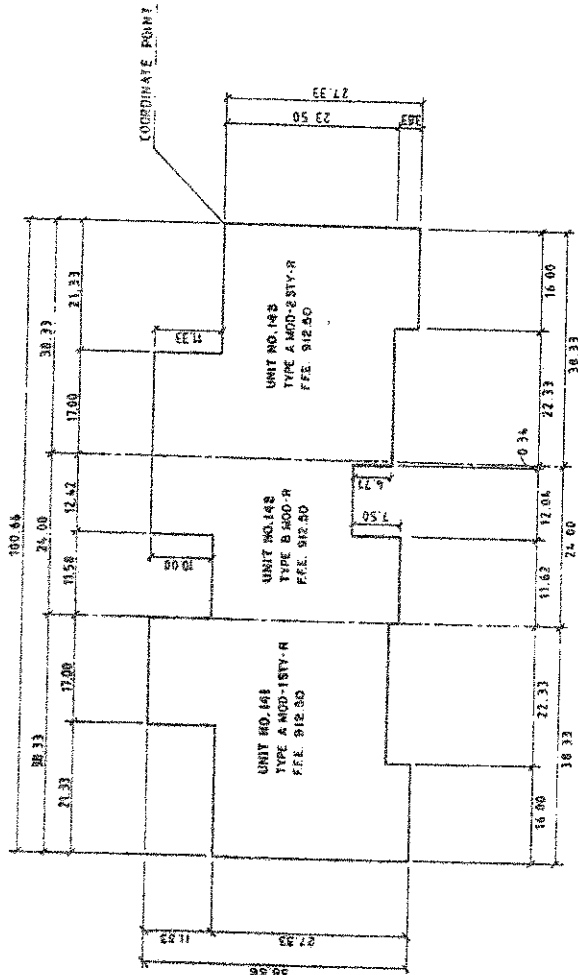 COORDINATE POINT
100.66
38.33
24.00
38.33
21.33
17.00
11.58
12.42
17.00
21.33
11.33
10.00
27.33
23.50
3.83
UNIT NO. 143
TYPE A MOD-2 STY-R
F.F.E. 912.50
UNIT NO. 142
TYPE B MOD-R
F.F.E. 912.50
UNIT NO. 141
TYPE A MOD-1 STY-R
F.F.E. 912.50
7.50
0.34
11.33
27.33
16.00
22.33
11.62
12.04
22.33
16.00
38.33
24.00
38.33